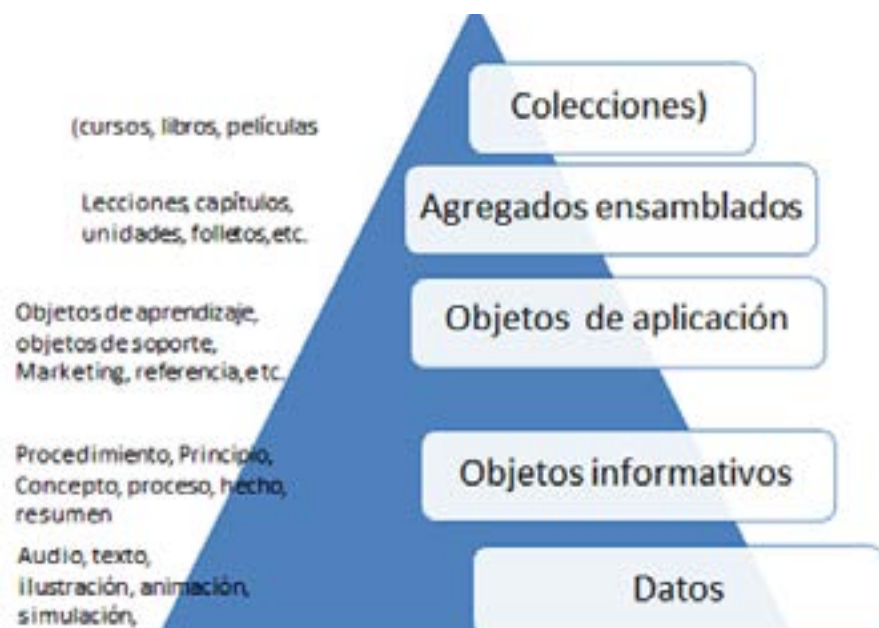 (cursos, libros, películas
Colecciones)
Lecciones, capítulos,
unidades, folletos,etc.
Agregados ensamblados
Objetos de aprendizaje,
objetos de soporte,
Marketing, referencia,etc.
Objetos de aplicación
Procedimiento, Principio,
Concepto, proceso, hecho,
resumen
Objetos informativos
Audio, texto,
ilustración, animación,
simulación,
Datos